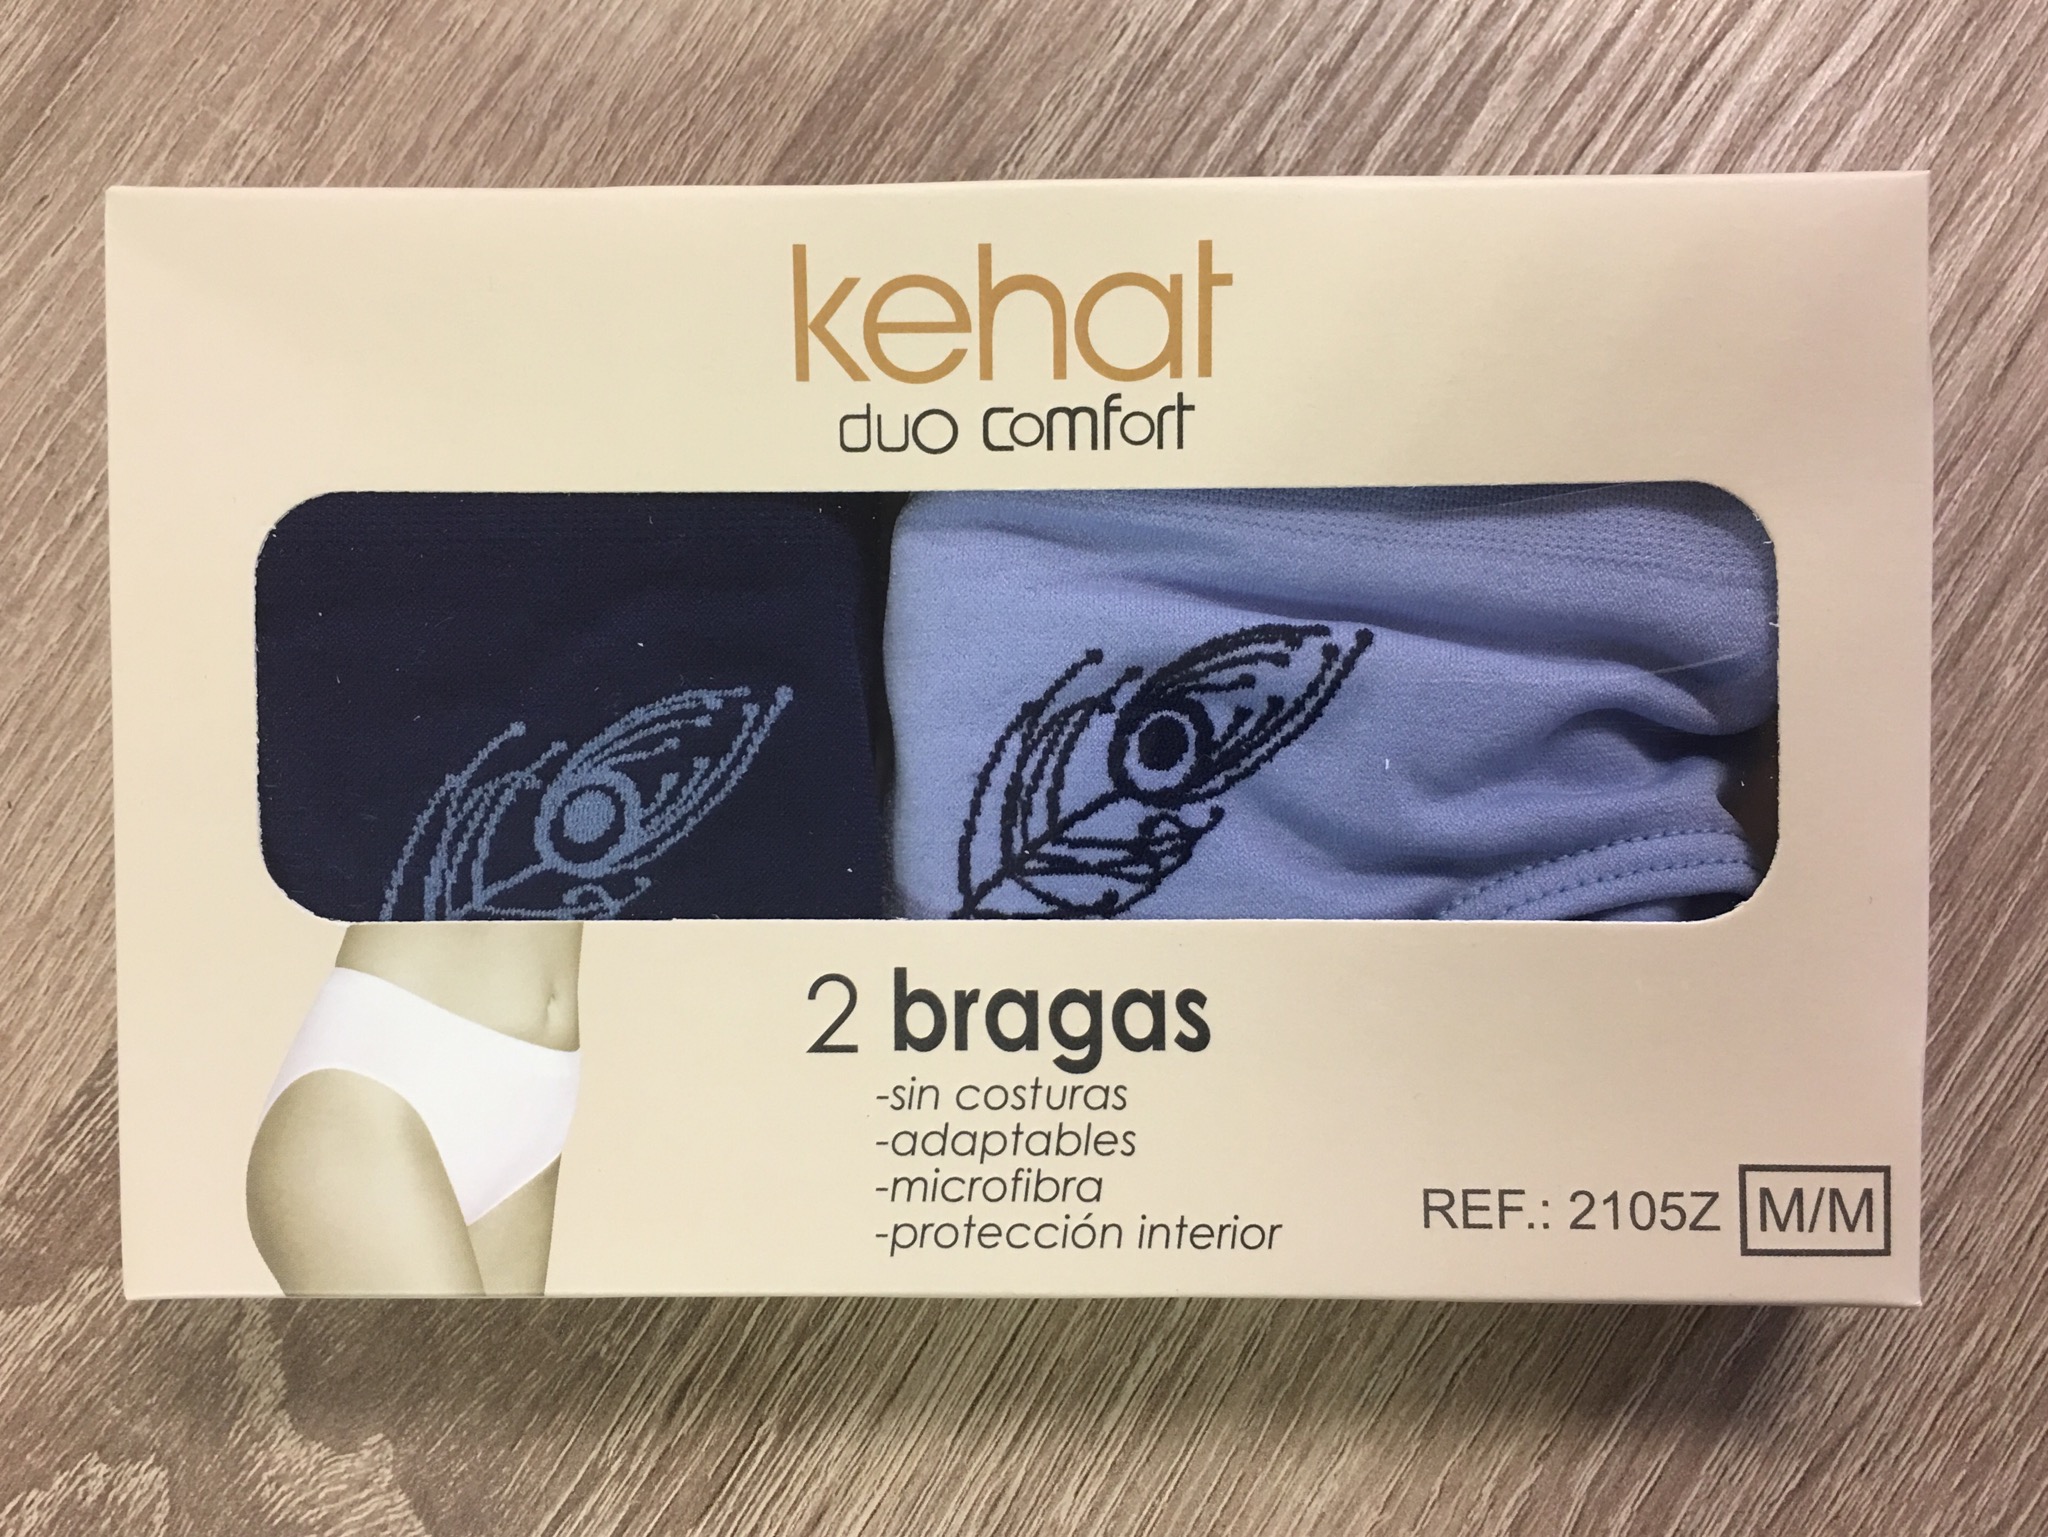 kehat
duo comfort
2 bragas
-sin costuras
-adaptables
-microfibra
-protección interior
REF.: 2105Z M/M